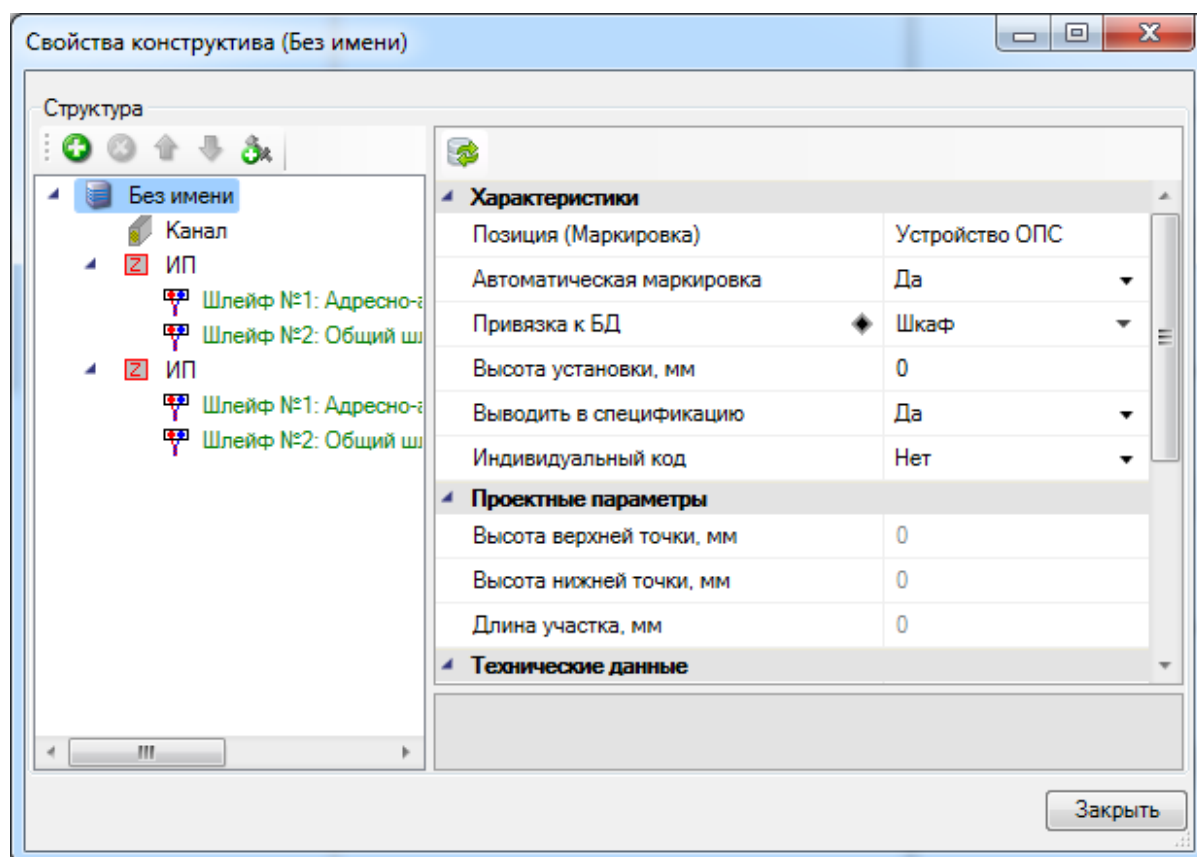 Свойства конструктива (Без имени)
Структура
Без имени
Канал
ИП
Шлейф №1: Адресно-а
Шлейф №2: Общий шл
ИП
Шлейф №1: Адресно-а
Шлейф №2: Общий шл
Характеристики
Позиция (Маркировка) Устройство ОПС
Автоматическая маркировка Да
Привязка к БД Шкаф
Высота установки, мм 0
Выводить в спецификацию Да
Индивидуальный код Нет
Проектные параметры
Высота верхней точки, мм 0
Высота нижней точки, мм 0
Длина участка, мм 0
Технические данные
Закрыть